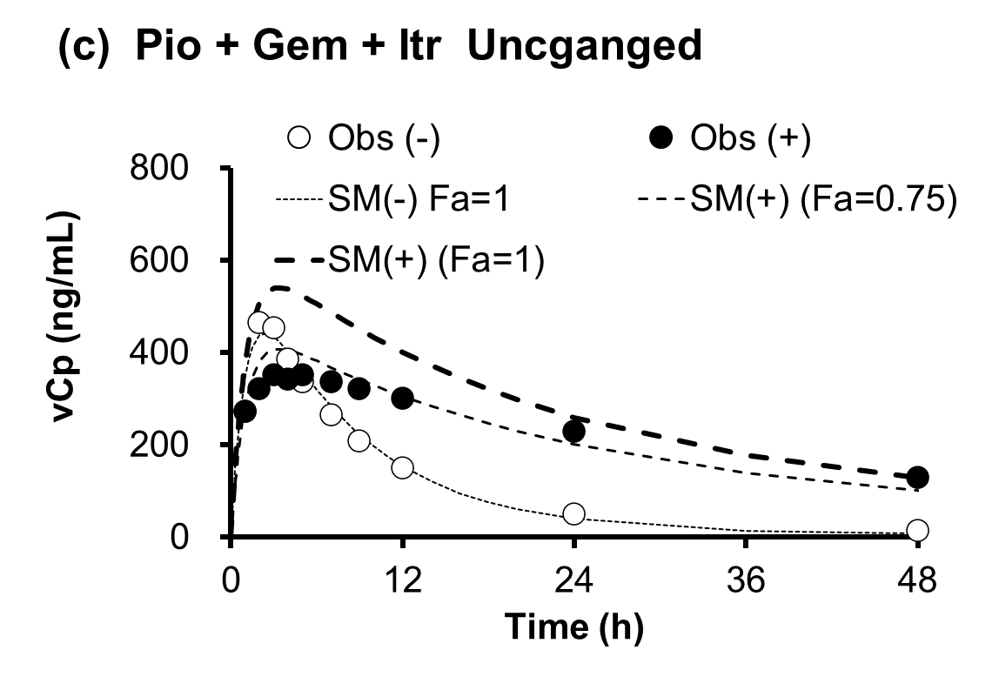 (c) Pio + Gem + Itr Uncganged
Obs (-) Obs (+)
SM(-) Fa=1 SM(+) (Fa=0.75)
SM(+) (Fa=1)
vCp (ng/mL)
800
600
400
200
0
0 12 24 36 48
Time (h)